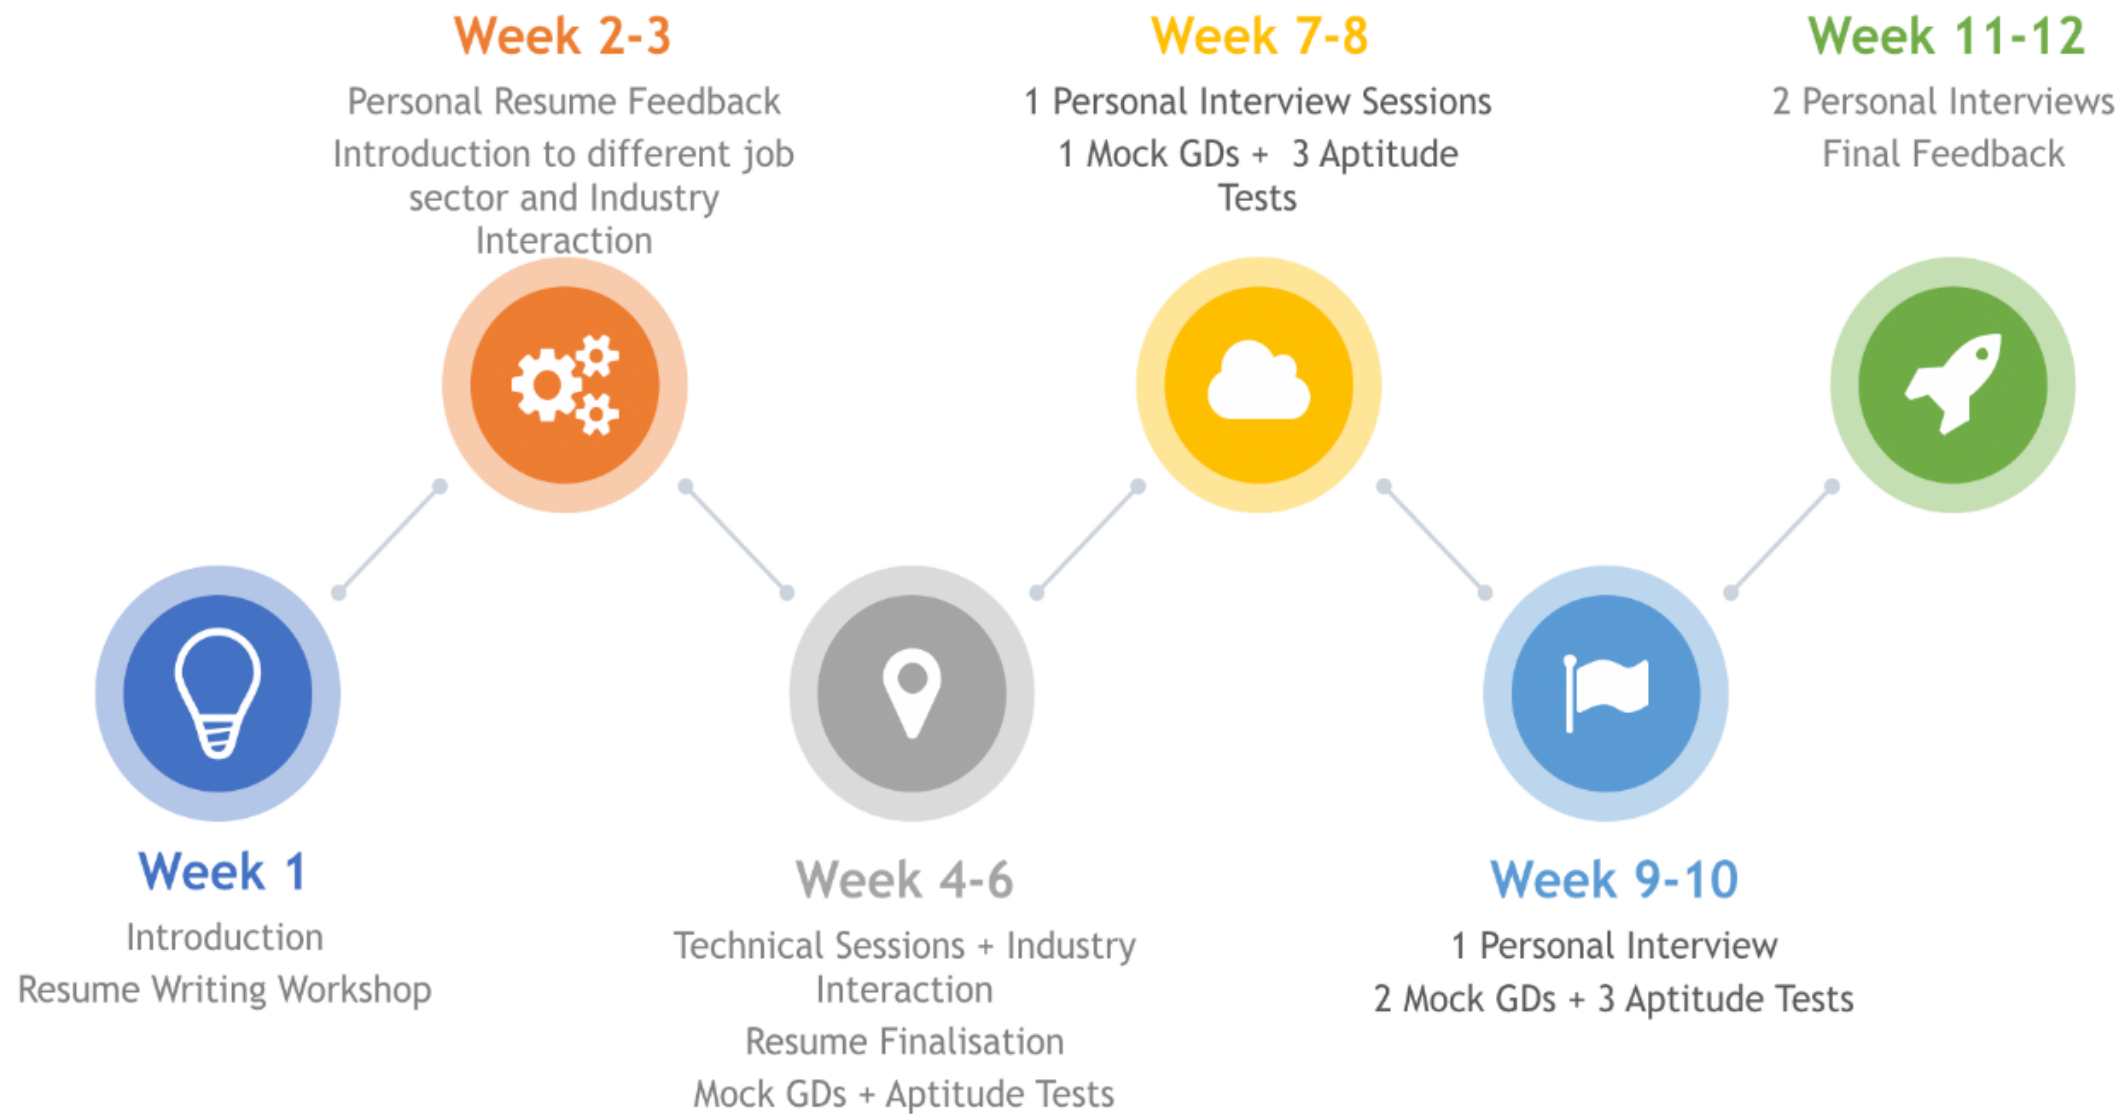 Week 1
Introduction
Resume Writing Workshop
Week 2-3
Personal Resume Feedback
Introduction to different job
sector and Industry
Interaction
Week 4-6
Technical Sessions + Industry
Interaction
Resume Finalisation
Mock GDs + Aptitude Tests
Week 7-8
1 Personal Interview Sessions
1 Mock GDs + 3 Aptitude
Tests
Week 9-10
1 Personal Interview
2 Mock GDs + 3 Aptitude Tests
Week 11-12
2 Personal Interviews
Final Feedback